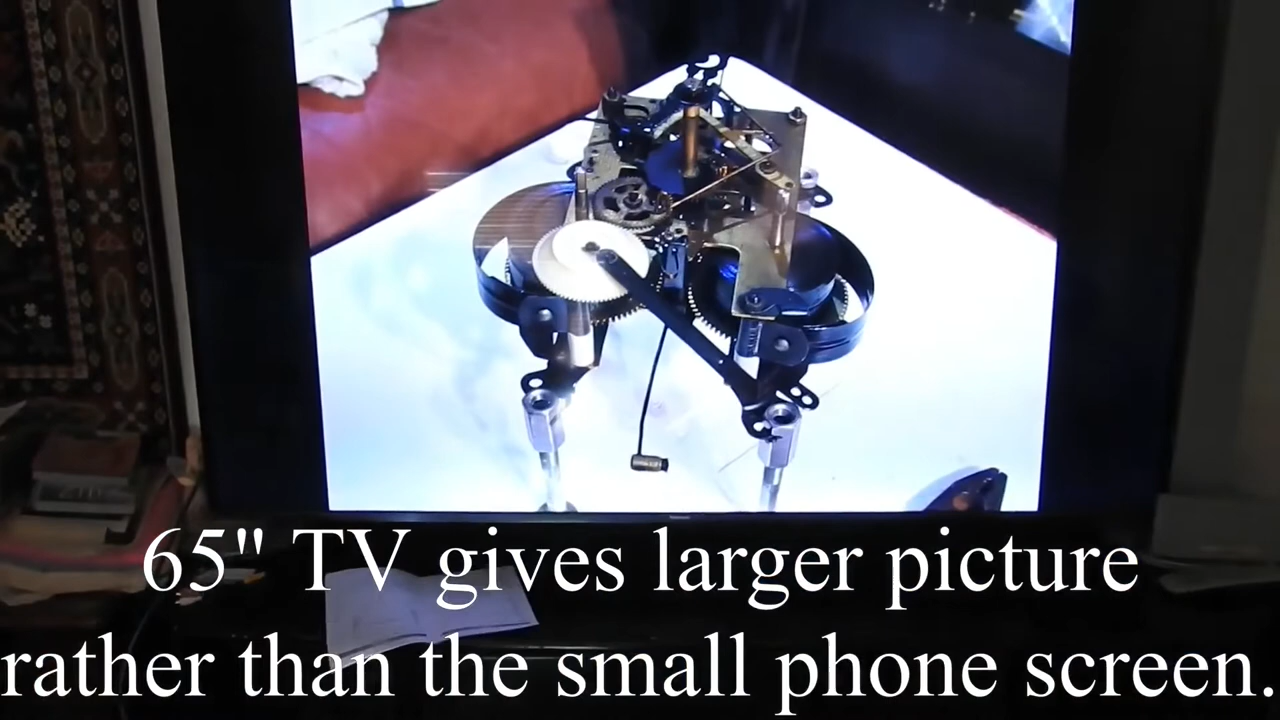 65" TV gives larger picture
rather than the small phone screen.